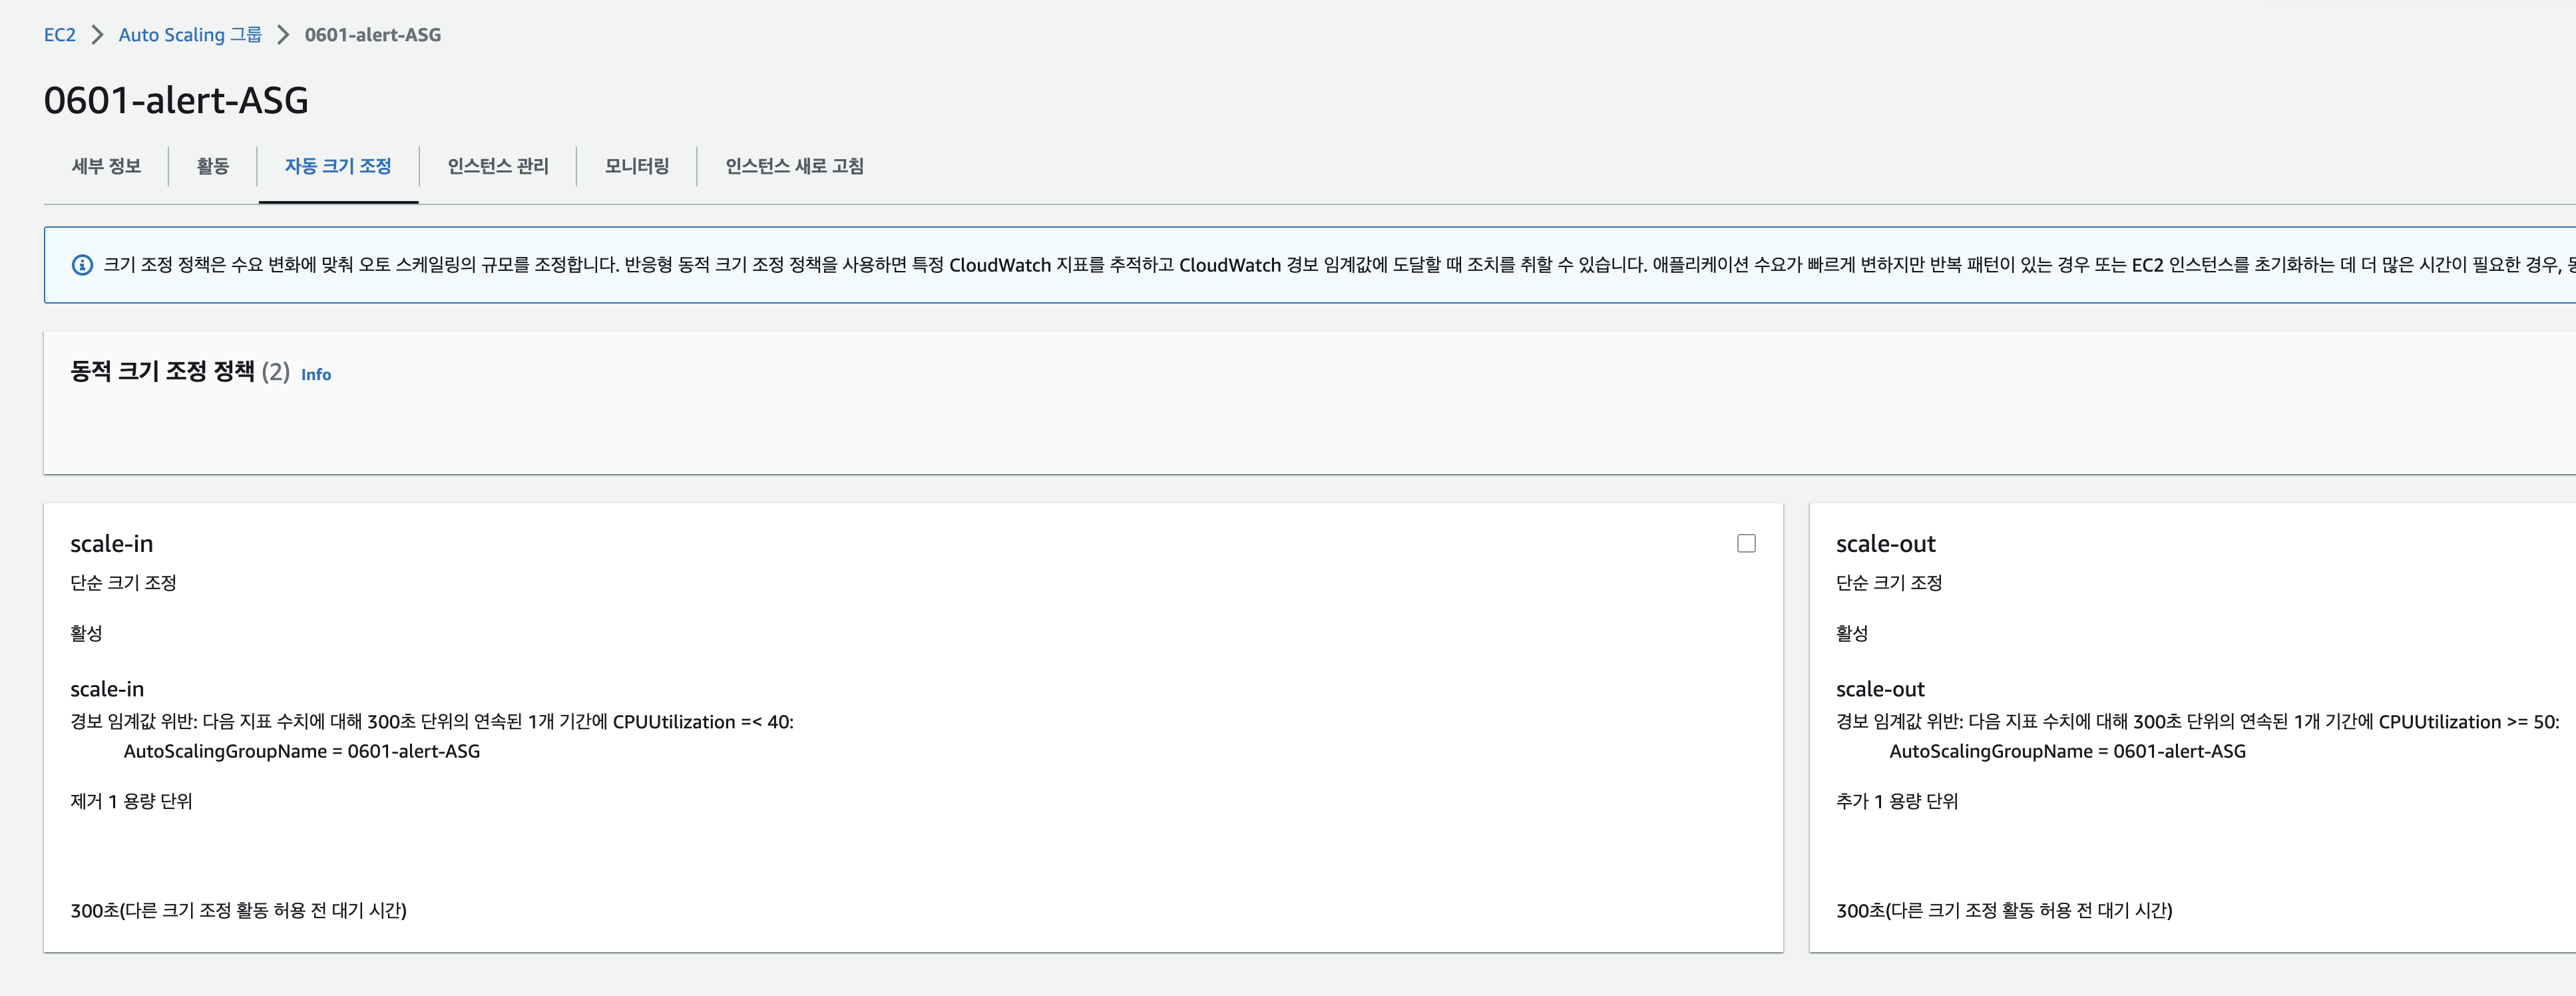 EC2 > Auto Scaling 그룹 > 0601-alert-ASG
0601-alert-ASG
세부 정보 활동 자동 크기 조정 인스턴스 관리 모니터링 인스턴스 새로 고침
크기 조정 정책은 수요 변화에 맞춰 오토 스케일링의 규모를 조정합니다. 반응형 동적 크기 조정 정책을 사용하면 특정 CloudWatch 지표를 추적하고 CloudWatch 경보 임계값에 도달할 때 조치를 취할 수 있습니다. 애플리케이션 수요가 빠르게 변하지만 반복 패턴이 있는 경우 또는 EC2 인스턴스를 초기화하는 데 더 많은 시간이 필요한 경우,
동적 크기 조정 정책 (2) Info
scale-in
단순 크기 조정
활성
scale-in
경보 임계값 위반: 다음 지표 수치에 대해 300초 단위의 연속된 1개 기간에 CPUUtilization =< 40:
AutoScalingGroupName = 0601-alert-ASG
제거 1 용량 단위
300초(다른 크기 조정 활동 허용 전 대기 시간)
scale-out
단순 크기 조정
활성
scale-out
경보 임계값 위반: 다음 지표 수치에 대해 300초 단위의 연속된 1개 기간에 CPUUtilization >= 50:
AutoScalingGroupName = 0601-alert-ASG
추가 1 용량 단위
300초(다른 크기 조정 활동 허용 전 대기 시간)